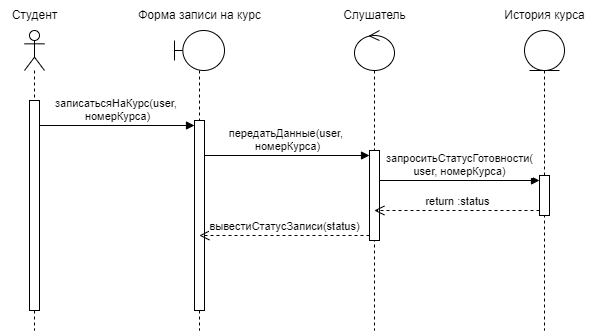 Студент
Форма записи на курс
Слушатель
История курса
записатьсяНаКурс(user,
номерКурса)
передатьДанные(user,
номерКурса)
запроситьСтатусГотовности(
user, номерКурса)
return :status
вывестиСтатусЗаписи(status)